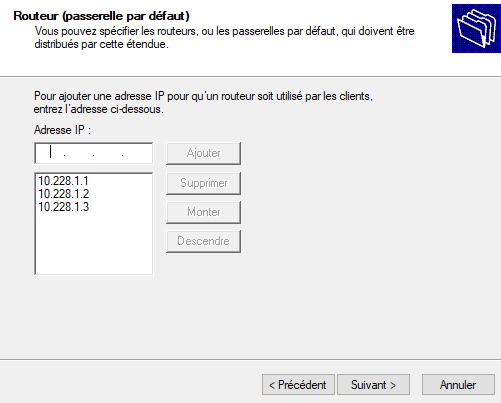 Routeur (passerelle par défaut)
Vous pouvez spécifier les routeurs, ou les passerelles par défaut, qui doivent être
distribués par cette étendue.
Pour ajouter une adresse IP pour qu'un routeur soit utilisé par les clients,
entrez l'adresse ci-dessous.
Adresse IP :
. . .
Ajouter
10.228.1.1
10.228.1.2
10.228.1.3
Supprimer
Monter
Descendre
< Précédent
Suivant >
Annuler